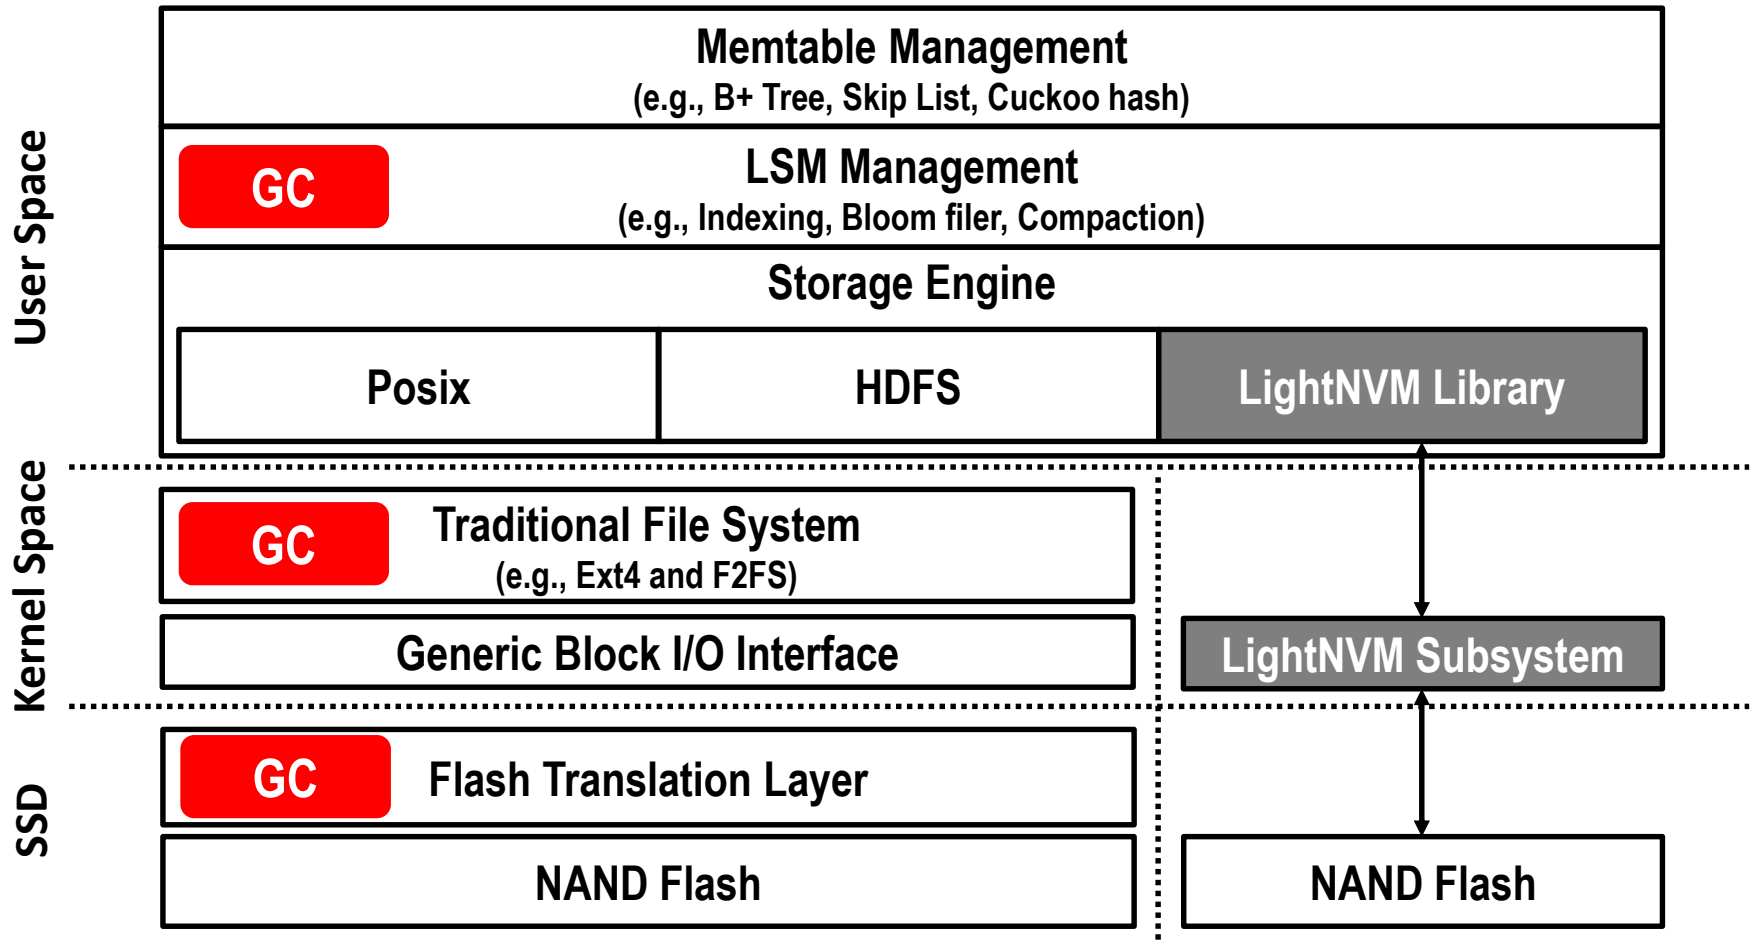 Memtable Management
(e.g., B+ Tree, Skip List, Cuckoo hash)
User Space
GC
LSM Management
(e.g., Indexing, Bloom filer, Compaction)
Storage Engine
Posix
HDFS
LightNVM Library
Kernel Space
GC
Traditional File System
(e.g., Ext4 and F2FS)
Generic Block I/O Interface
LightNVM Subsystem
SSD
GC
Flash Translation Layer
NAND Flash
NAND Flash